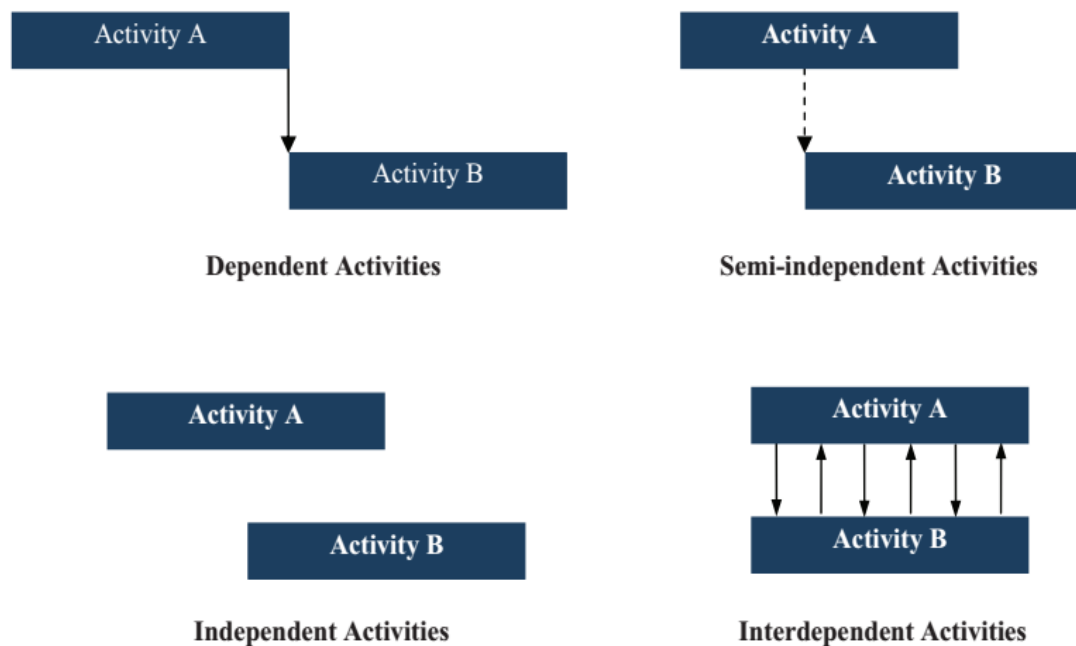 Activity A
Activity B
Dependent Activities
Activity A
Activity B
Semi-independent Activities
Activity A
Activity B
Independent Activities
Activity A
Activity B
Interdependent Activities